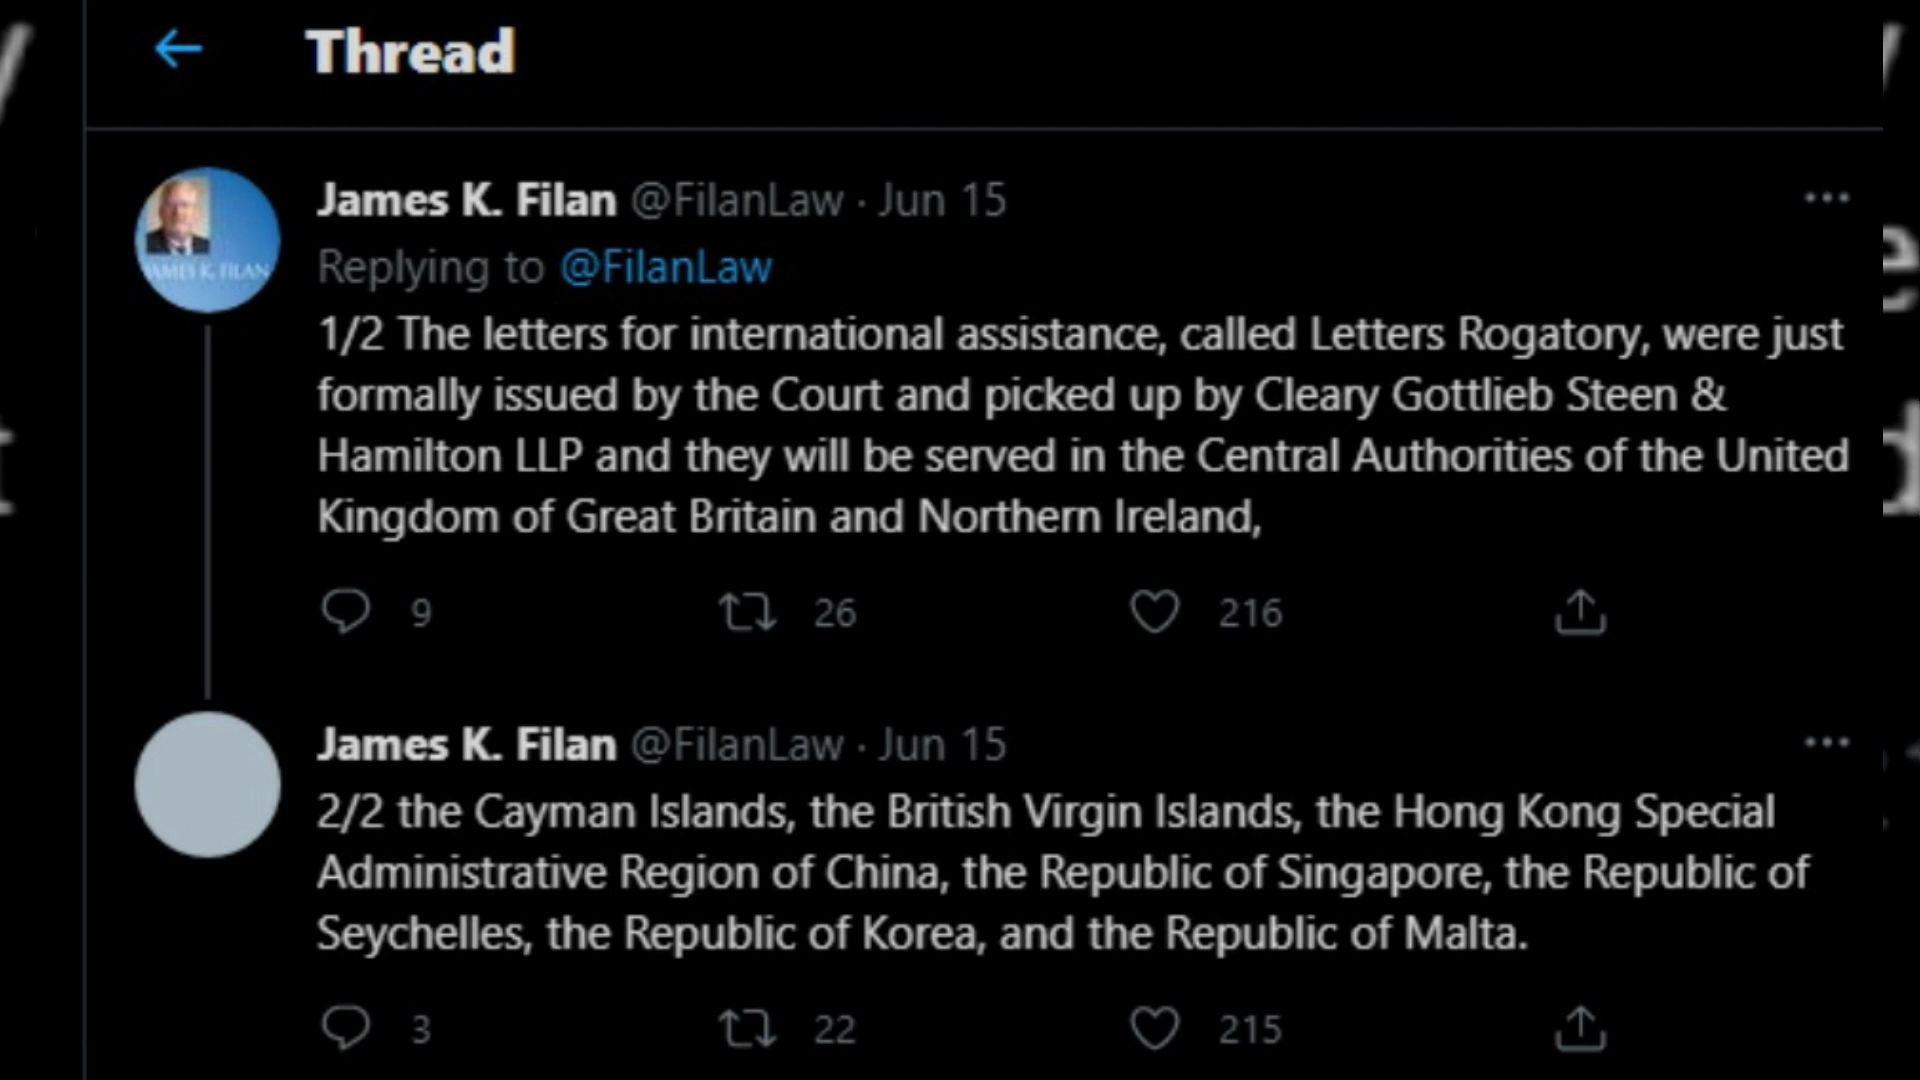 Thread
James K. Filan @FilanLaw · Jun 15
Replying to @FilanLaw
1/2 The letters for international assistance, called Letters Rogatory, were just
formally issued by the Court and picked up by Cleary Gottlieb Steen &
Hamilton LLP and they will be served in the Central Authorities of the United
Kingdom of Great Britain and Northern Ireland,
9 26 216
JAMES K. FILAN
James K. Filan @FilanLaw · Jun 15
2/2 the Cayman Islands, the British Virgin Islands, the Hong Kong Special
Administrative Region of China, the Republic of Singapore, the Republic of
Seychelles, the Republic of Korea, and the Republic of Malta.
3 22 215